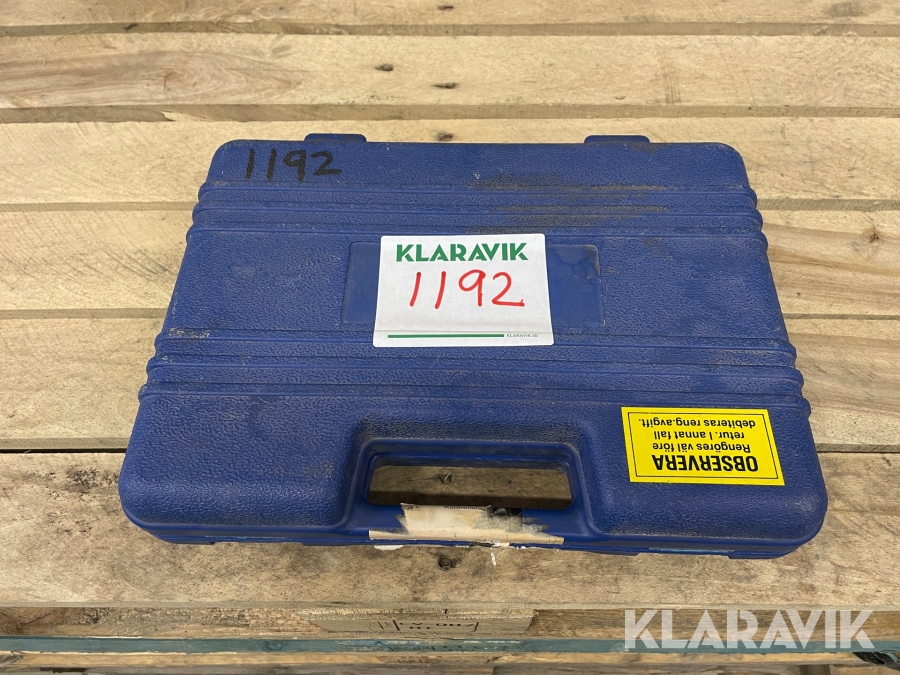 1192
KLARAVIK
1192
KLARAVIK.SE
OBSERVERA
Rengöres väl före
retur. I annat fall
debiteras reng.avgift.
KLARAVIK